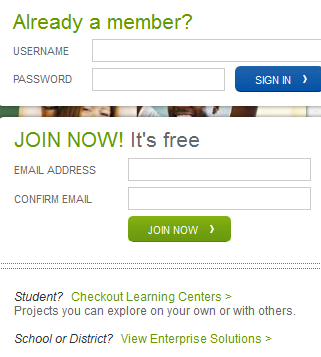 Already a member?
USERNAME
PASSWORD SIGN IN ›
JOIN NOW! It's free
EMAIL ADDRESS
CONFIRM EMAIL
JOIN NOW ›
Student? Checkout Learning Centers >
Projects you can explore on your own or with others.
School or District? View Enterprise Solutions >